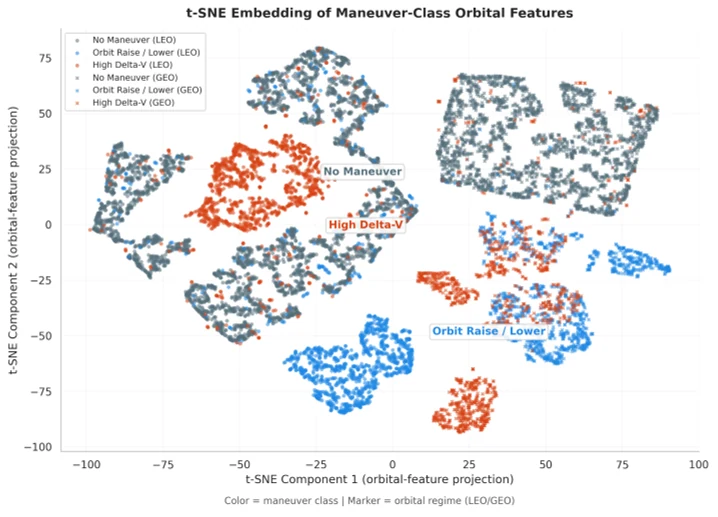 t-SNE Embedding of Maneuver-Class Orbital Features
No Maneuver (LEO)
Orbit Raise / Lower (LEO)
High Delta-V (LEO)
No Maneuver (GEO)
Orbit Raise / Lower (GEO)
High Delta-V (GEO)
t-SNE Component 2 (orbital-feature projection)
75
50
25
0
−25
−50
−75
−100
No Maneuver
High Delta-V
Orbit Raise / Lower
−100 −75 −50 −25 0 25 50 75 100
t-SNE Component 1 (orbital-feature projection)
Color = maneuver class | Marker = orbital regime (LEO/GEO)